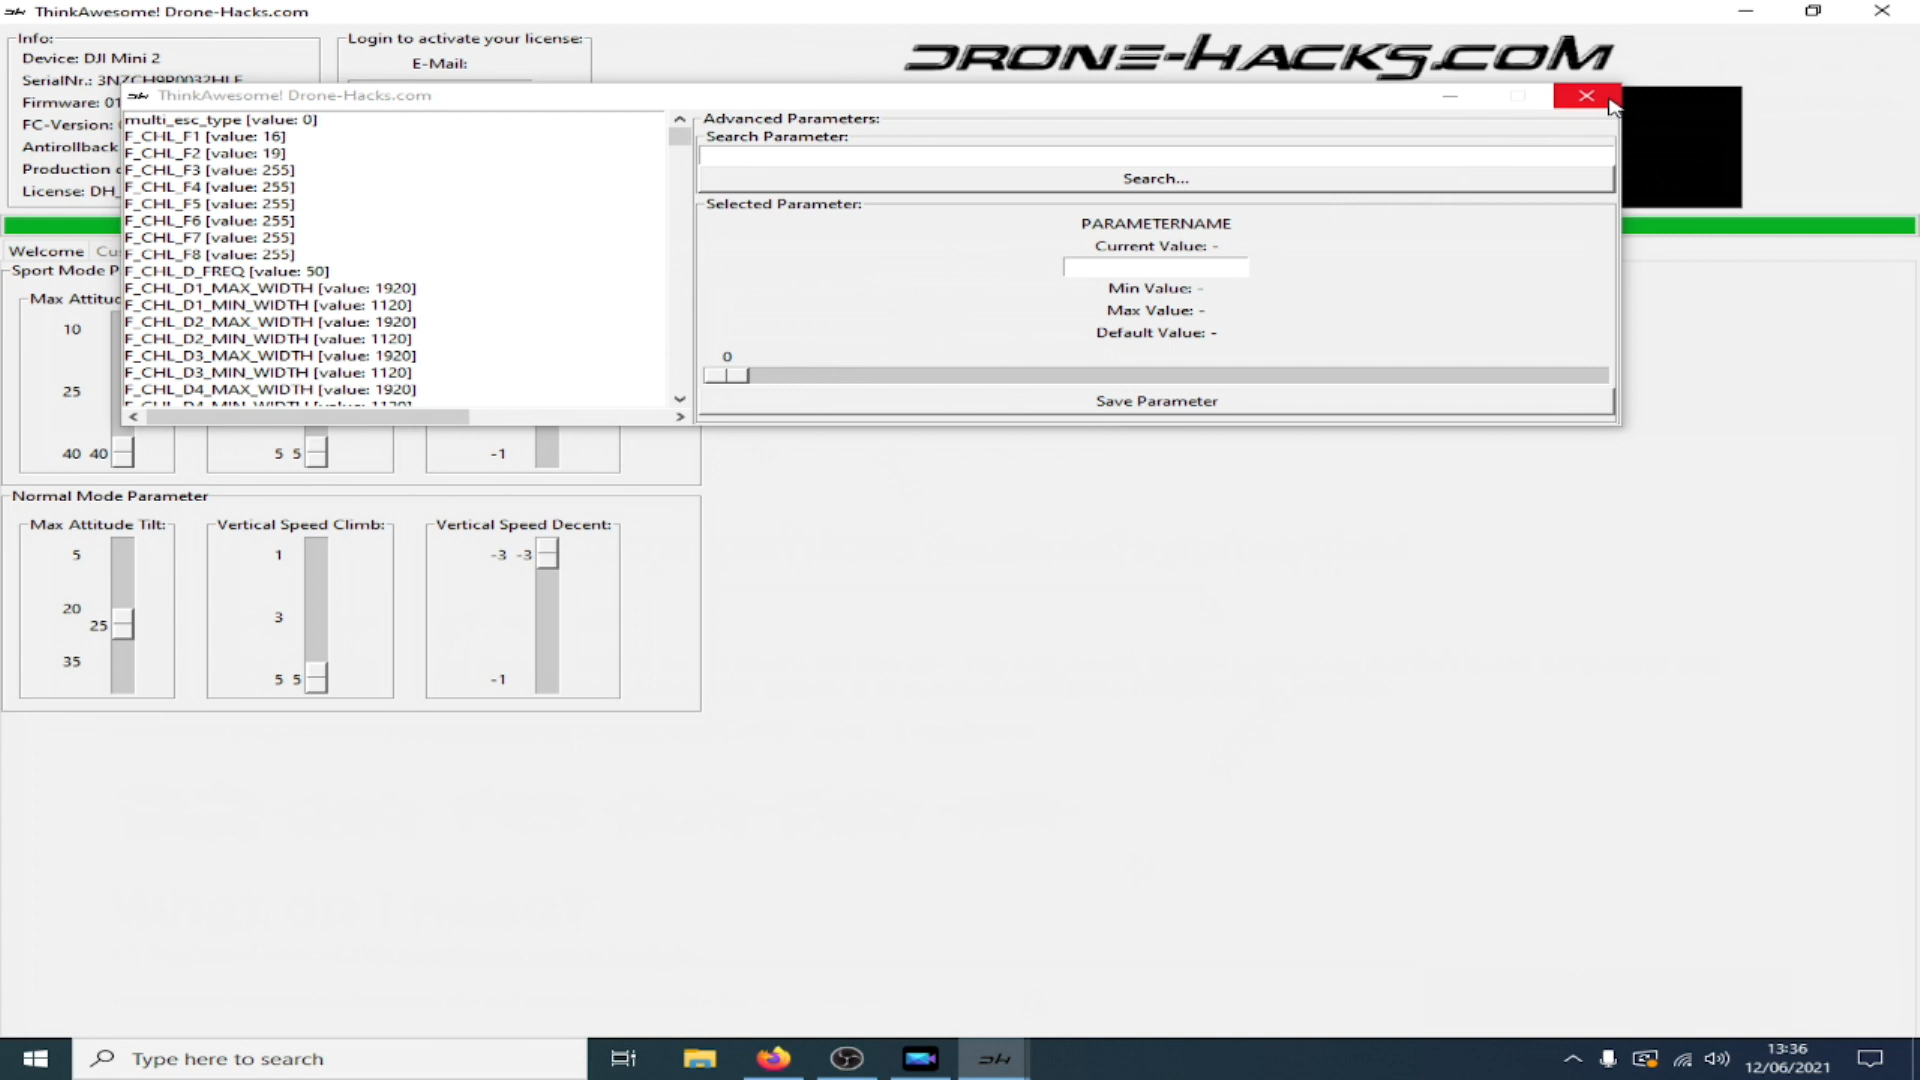 ThinkAwesome! Drone-Hacks.com
Info:
Device: DJI Mini 2
SerialNr.:
Firmware: 01
FC-Version:
Antirollback
Production
License: DH_
Login to activate your license:
E-Mail:
DRONE-HACKS.COM
ThinkAwesome! Drone-Hacks.com
multi_esc_type [value: 0]
F_CHL_F1 [value: 16]
F_CHL_F2 [value: 19]
F_CHL_F3 [value: 255]
F_CHL_F4 [value: 255]
F_CHL_F5 [value: 255]
F_CHL_F6 [value: 255]
F_CHL_F7 [value: 255]
F_CHL_F8 [value: 255]
F_CHL_D_FREQ [value: 50]
F_CHL_D1_MAX_WIDTH [value: 1920]
F_CHL_D1_MIN_WIDTH [value: 1120]
F_CHL_D2_MAX_WIDTH [value: 1920]
F_CHL_D2_MIN_WIDTH [value: 1120]
F_CHL_D3_MAX_WIDTH [value: 1920]
F_CHL_D3_MIN_WIDTH [value: 1120]
F_CHL_D4_MAX_WIDTH [value: 1920]
F_CHL_D4_MIN_WIDTH [value: 1120]
Advanced Parameters:
Search Parameter:
Search...
Selected Parameter:
PARAMETERNAME
Current Value: -
Min Value: -
Max Value: -
Default Value: -
0
Save Parameter
Welcome Cu
Sport Mode P
Max Attitu
10
25
40 40
5 5
-1
Normal Mode Parameter
Max Attitude Tilt:
5
20
25
35
Vertical Speed Climb:
1
3
5 5
Vertical Speed Decent:
-3 -3
-1
Type here to search
13:36
12/06/2021